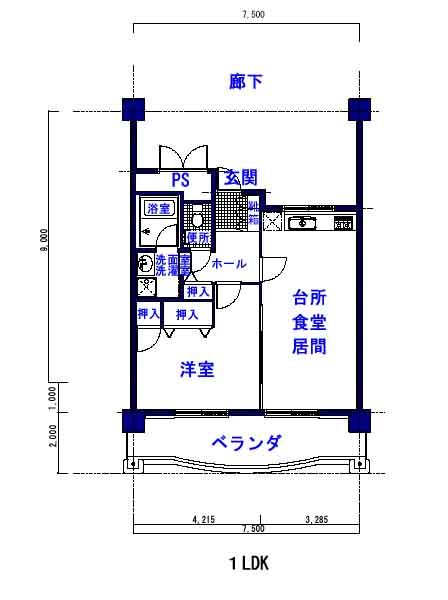 7,500
廊下
PS
玄関
浴室
靴箱
便所
洗面室
洗濯室
ホール
押入
押入
押入
台所
食堂
居間
洋室
ベランダ
9,000
1,000
2,000
4,215
3,285
7,500
1LDK